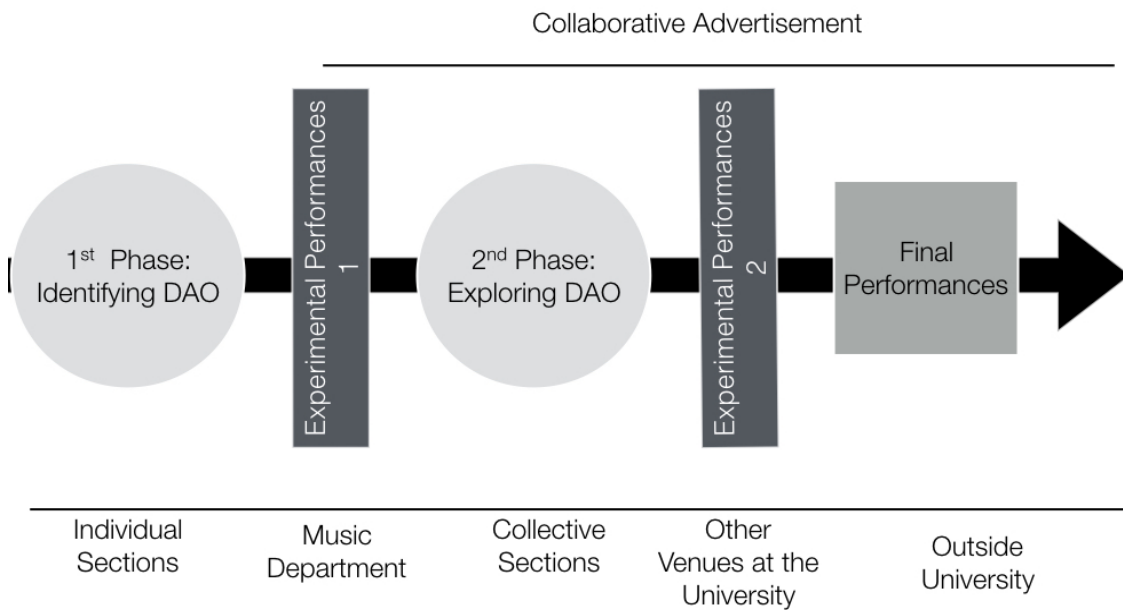 Collaborative Advertisement
1st Phase:
Identifying DAO
Experimental Performances
1
2nd Phase:
Exploring DAO
Experimental Performances
2
Final
Performances
Individual
Sections
Music
Department
Collective
Sections
Other
Venues at the
University
Outside
University